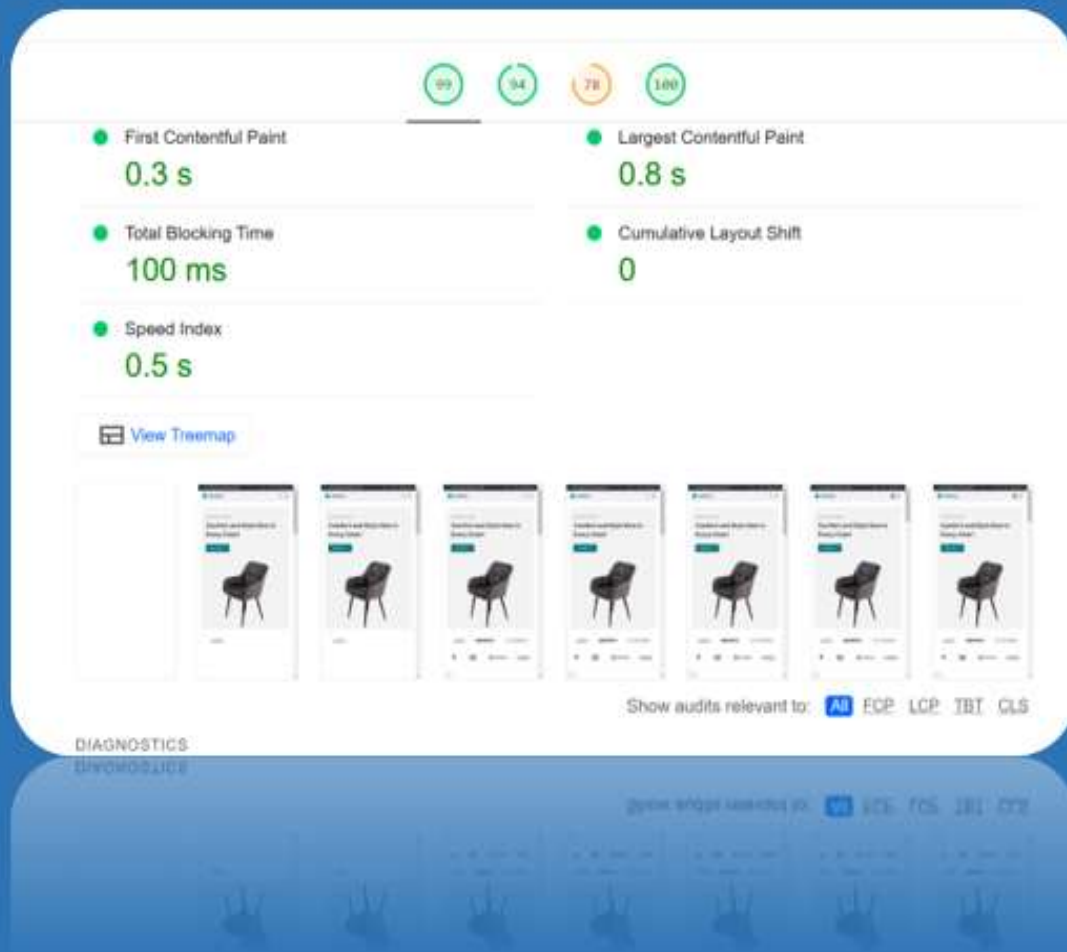 99 94 78 100
First Contentful Paint
0.3 s
Largest Contentful Paint
0.8 s
Total Blocking Time
100 ms
Cumulative Layout Shift
0
Speed Index
0.5 s
View Treemap
Show audits relevant to: All FCP LCP TBT CLS
DIAGNOSTICS